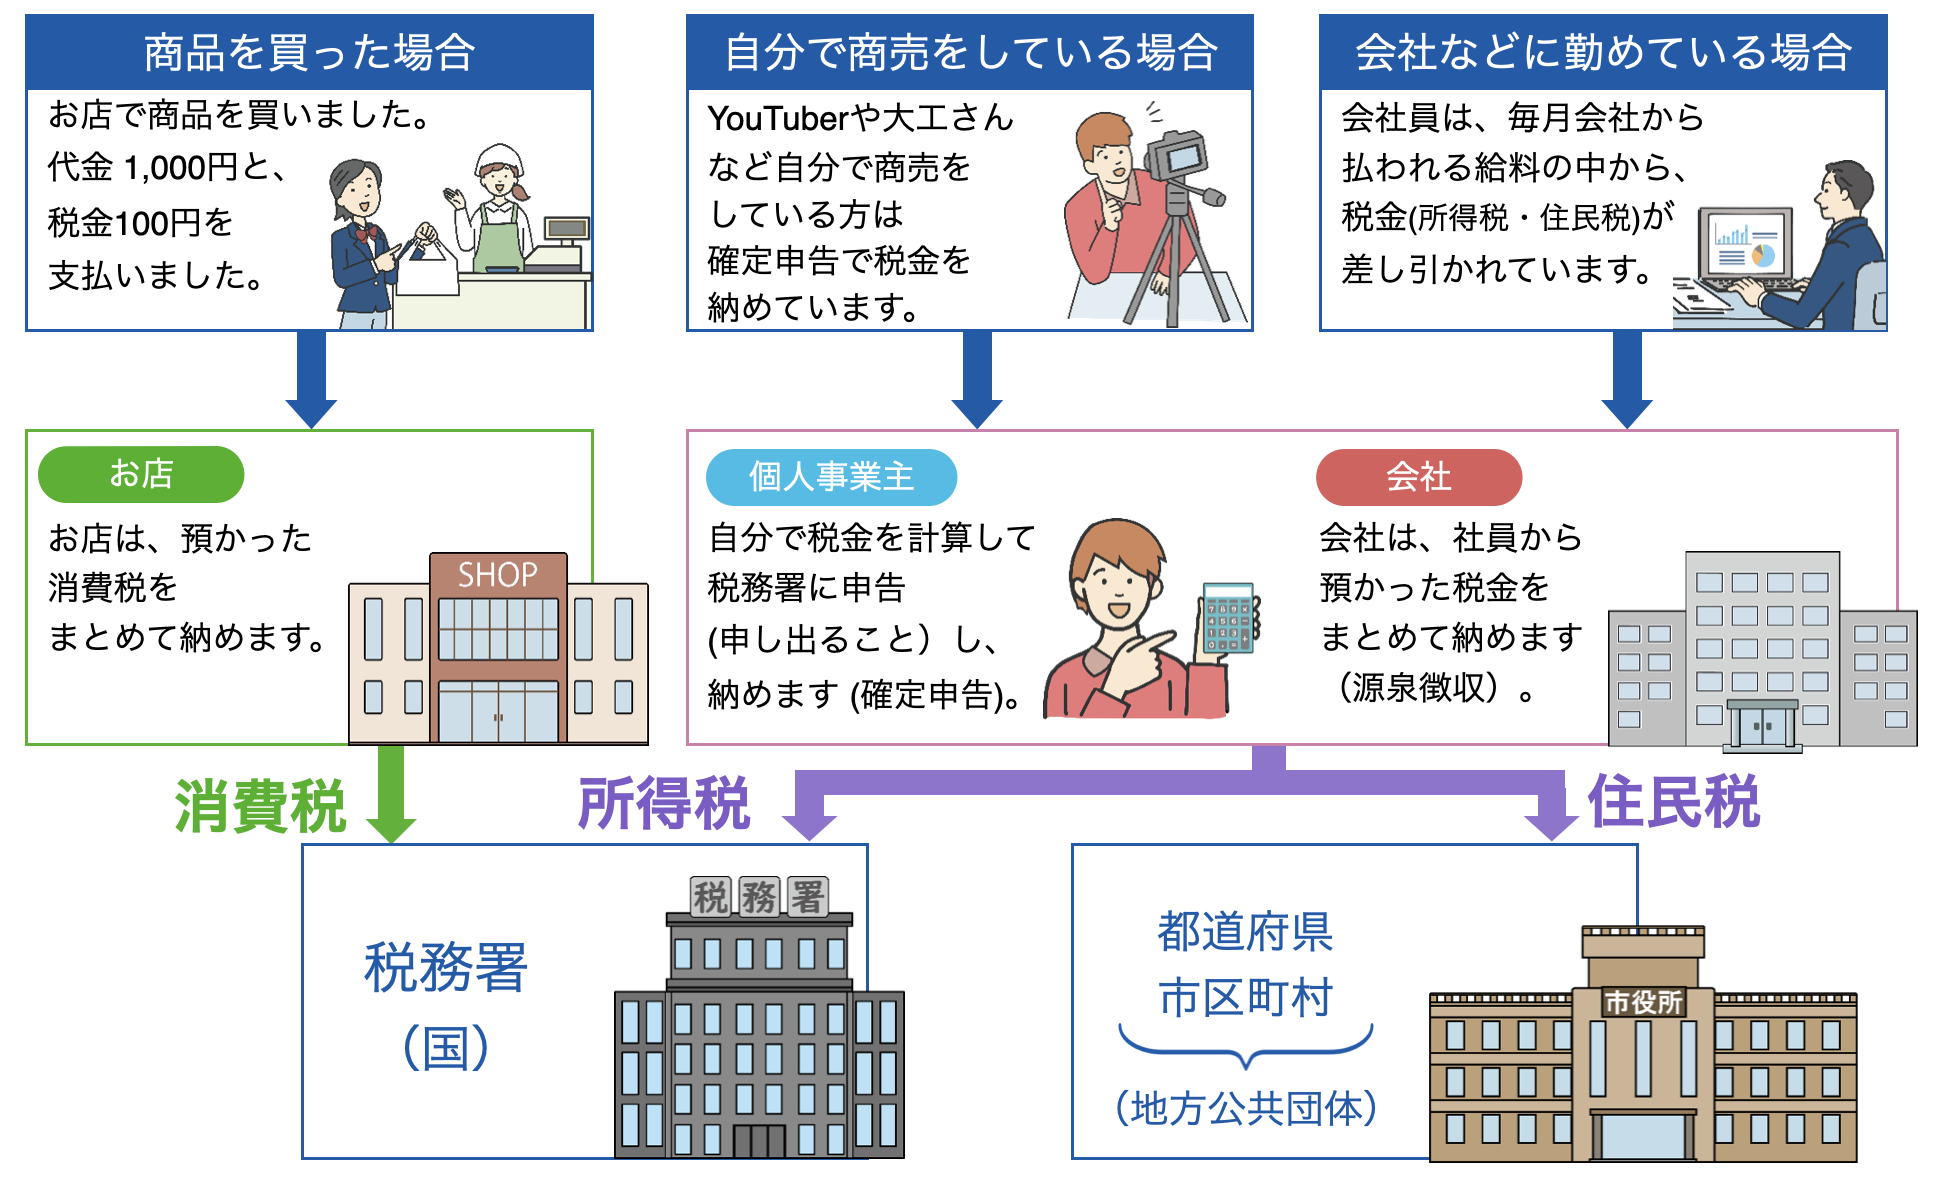 商品を買った場合
お店で商品を買いました。
代金 1,000円と、
税金100円を
支払いました。
自分で商売をしている場合
YouTuberや大工さん
など自分で商売を
している方は
確定申告で税金を
納めています。
会社などに勤めている場合
会社員は、毎月会社から
払われる給料の中から、
税金(所得税・住民税)が
差し引かれています。
お店
お店は、預かった
消費税を
まとめて納めます。
SHOP
個人事業主
自分で税金を計算して
税務署に申告
(申し出ること）し、
納めます (確定申告)。
会社
会社は、社員から
預かった税金を
まとめて納めます
（源泉徴収）。
消費税
所得税
住民税
税務署
（国）
税務署
都道府県
市区町村
（地方公共団体）
市役所